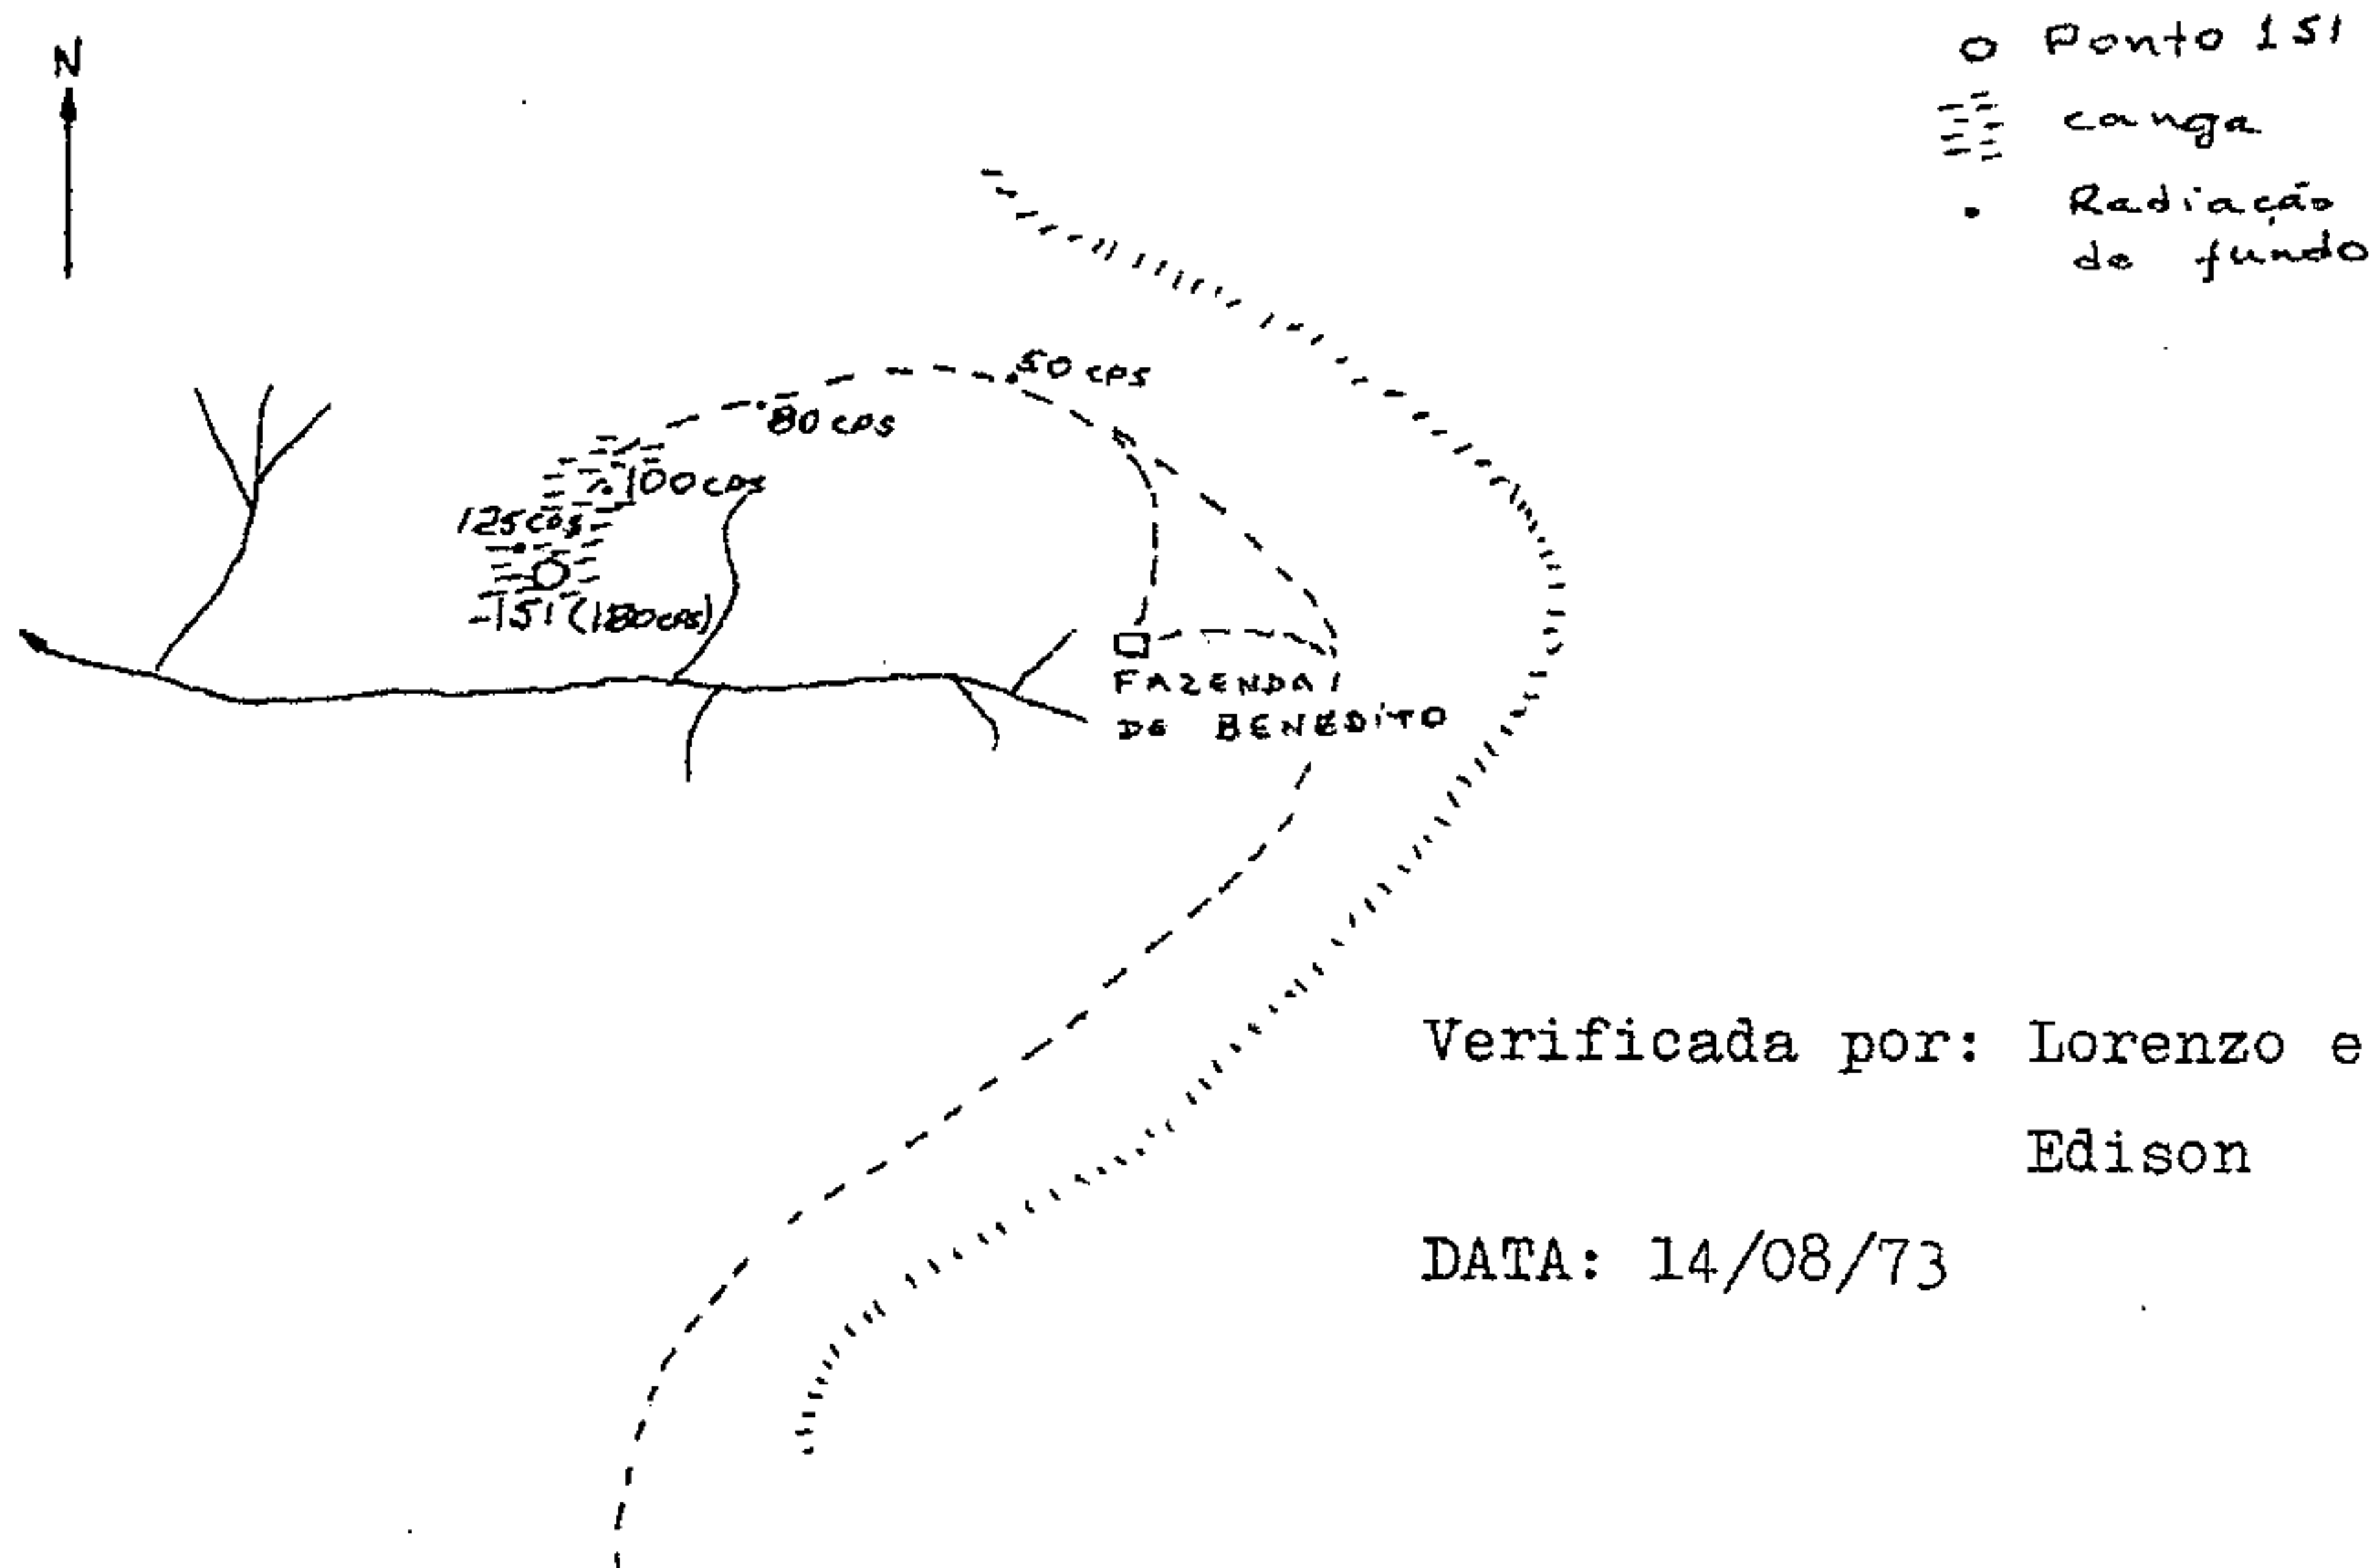 N
o Ponto 151
canga
• Radiação
de fundo
50 cps
80 cps
100 cps
125 cps
151 (180 cps)
FAZENDA
DE BENEDITO
Verificada por: Lorenzo e
Edison
DATA: 14/08/73